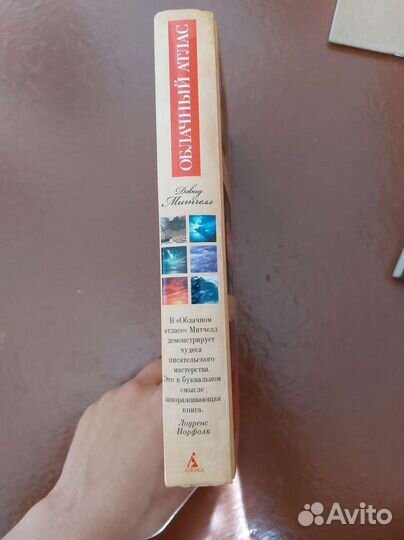 ОБЛАЧНЫЙ АТЛАС
Дэвид
Митчелл
В «Облачном
атласе» Митчелл
демонстрирует
чудеса
писательского
мастерства.
Это в буквальном
смысле
завораживающая
книга.
Лоуренс
Норфолк
АЗБУКА
Avito